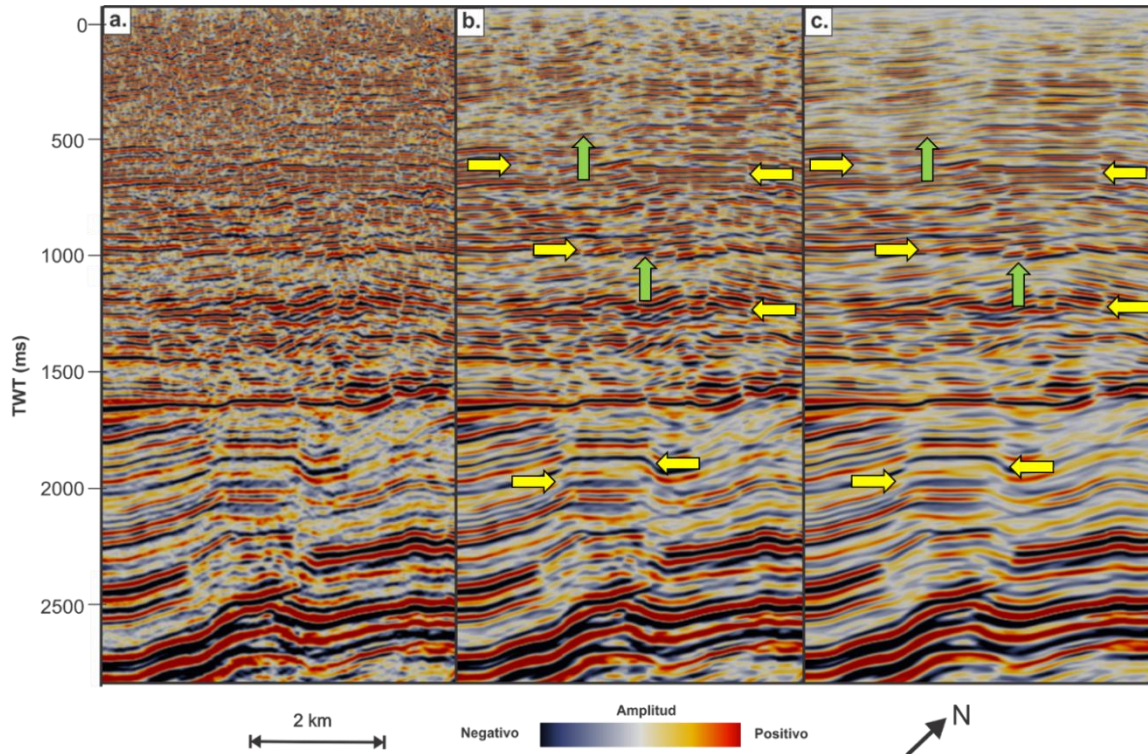 a.
b.
c.
0
500
1000
1500
2000
2500
TWT (ms)
2 km
Amplitud
Negativo
Positivo
N